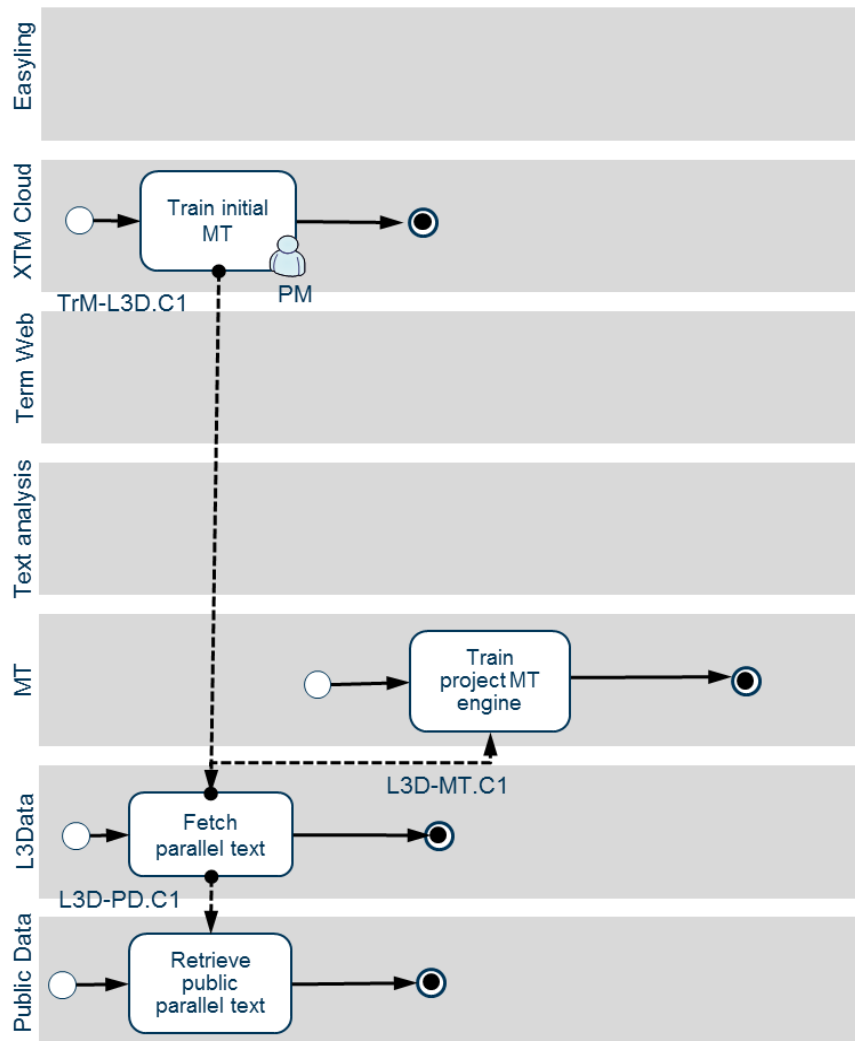 Easyling
XTM Cloud
Train initial
MT
PM
TrM-L3D.C1
Term Web
Text analysis
MT
Train
project MT
engine
L3D-MT.C1
L3Data
Fetch
parallel text
L3D-PD.C1
Public Data
Retrieve
public
parallel text